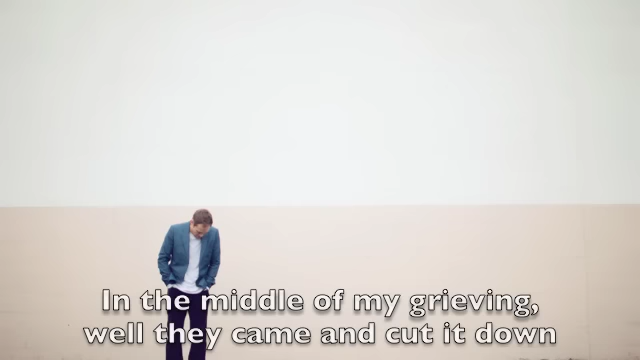 In the middle of my grieving,
well they came and cut it down